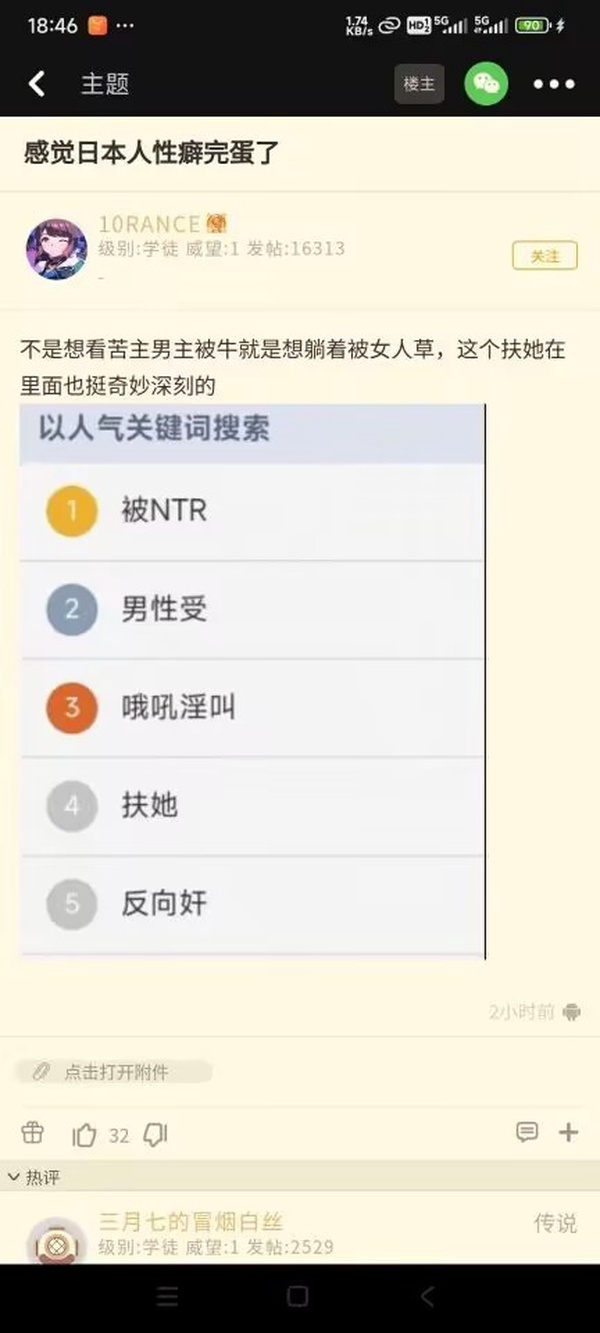 18:46 ··· 1.74 KB/s HD 5G 5G 90
主题 楼主
感觉日本人性癖完蛋了
10RANCE
级别:学徒 威望:1 发帖:16313
关注
-
不是想看苦主男主被牛就是想躺着被女人草，这个扶她在
里面也挺奇妙深刻的
以人气关键词搜索
1 被NTR
2 男性受
3 哦吼淫叫
4 扶她
5 反向奸
2小时前
点击打开附件
32
热评
三月七的冒烟白丝 传说
级别:学徒 威望:1 发帖:2529